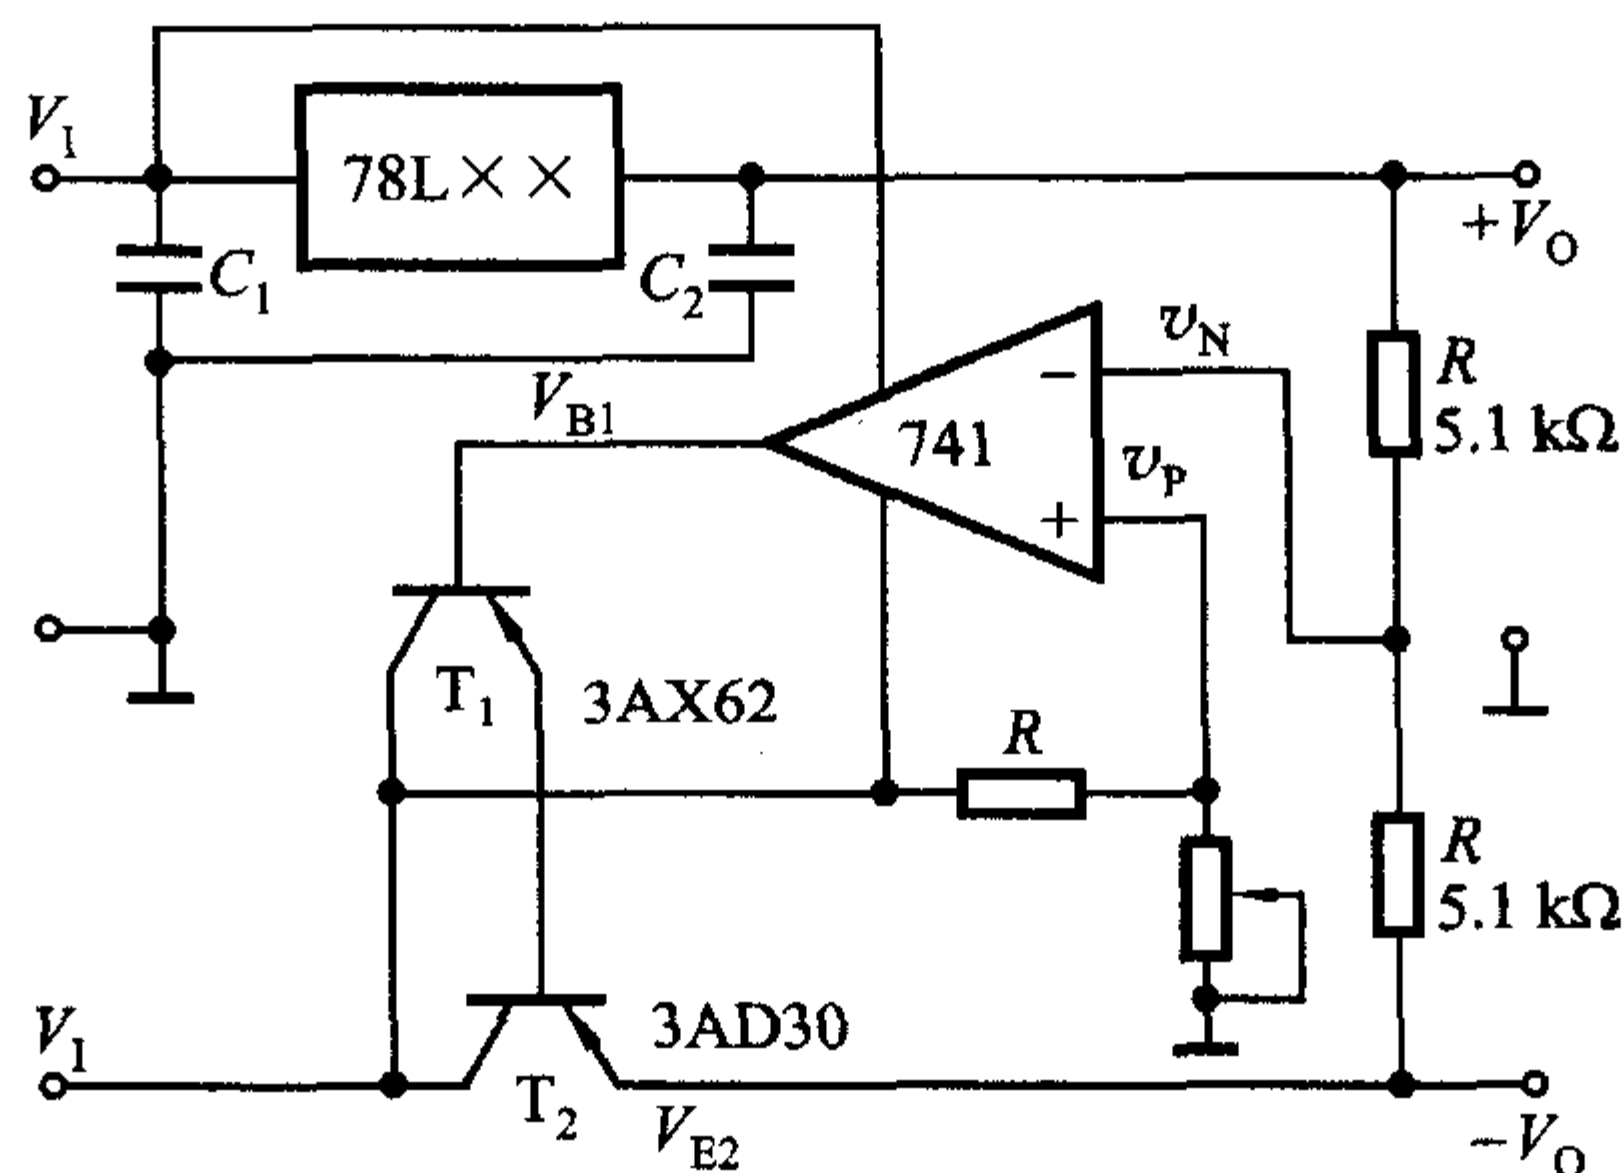 V_I
78L××
+V_O
C_1
C_2
v_N
R
5.1 kΩ
V_B1
741
−
v_P
+
T_1
3AX62
R
R
5.1 kΩ
V_I
3AD30
T_2
V_E2
−V_O